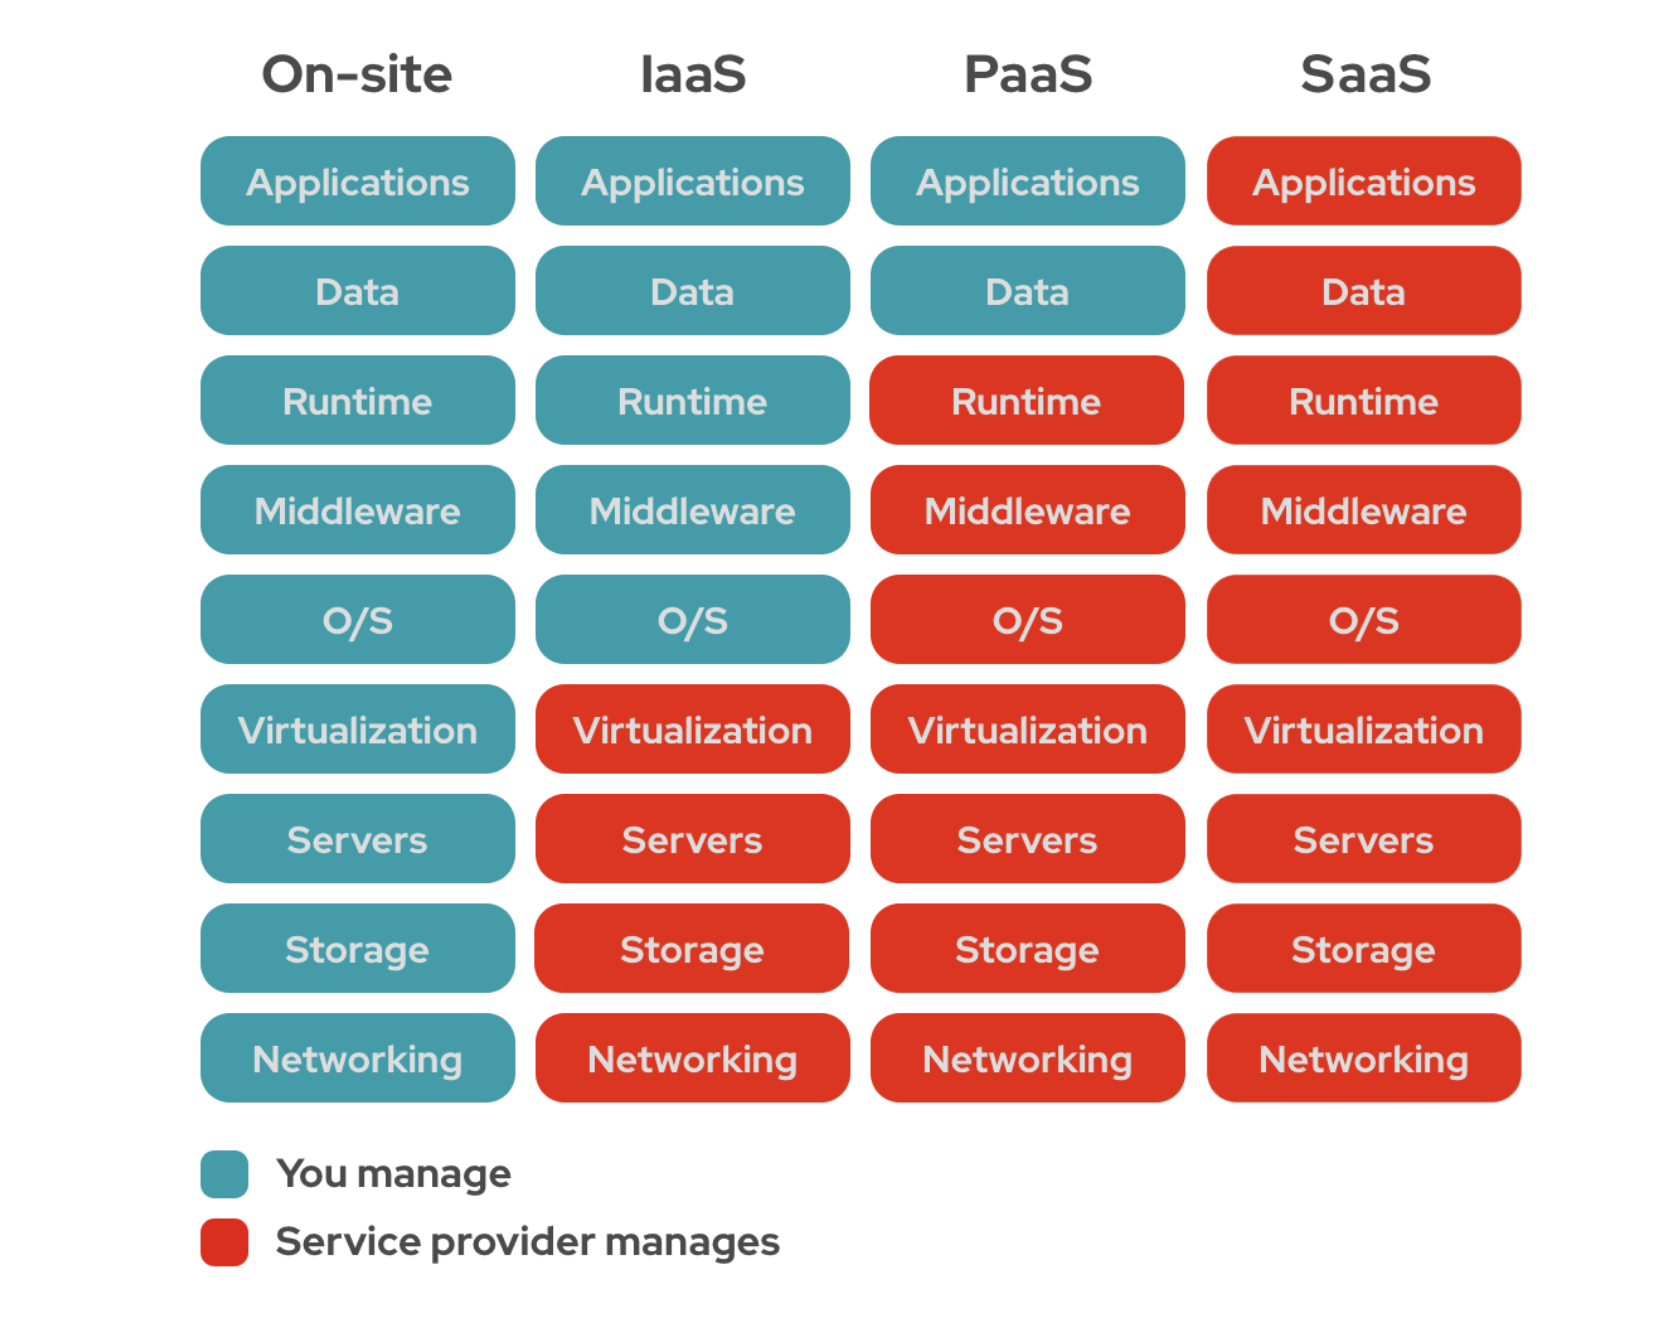 On-site IaaS PaaS SaaS
Applications Applications Applications Applications
Data Data Data Data
Runtime Runtime Runtime Runtime
Middleware Middleware Middleware Middleware
O/S O/S O/S O/S
Virtualization Virtualization Virtualization Virtualization
Servers Servers Servers Servers
Storage Storage Storage Storage
Networking Networking Networking Networking
You manage
Service provider manages